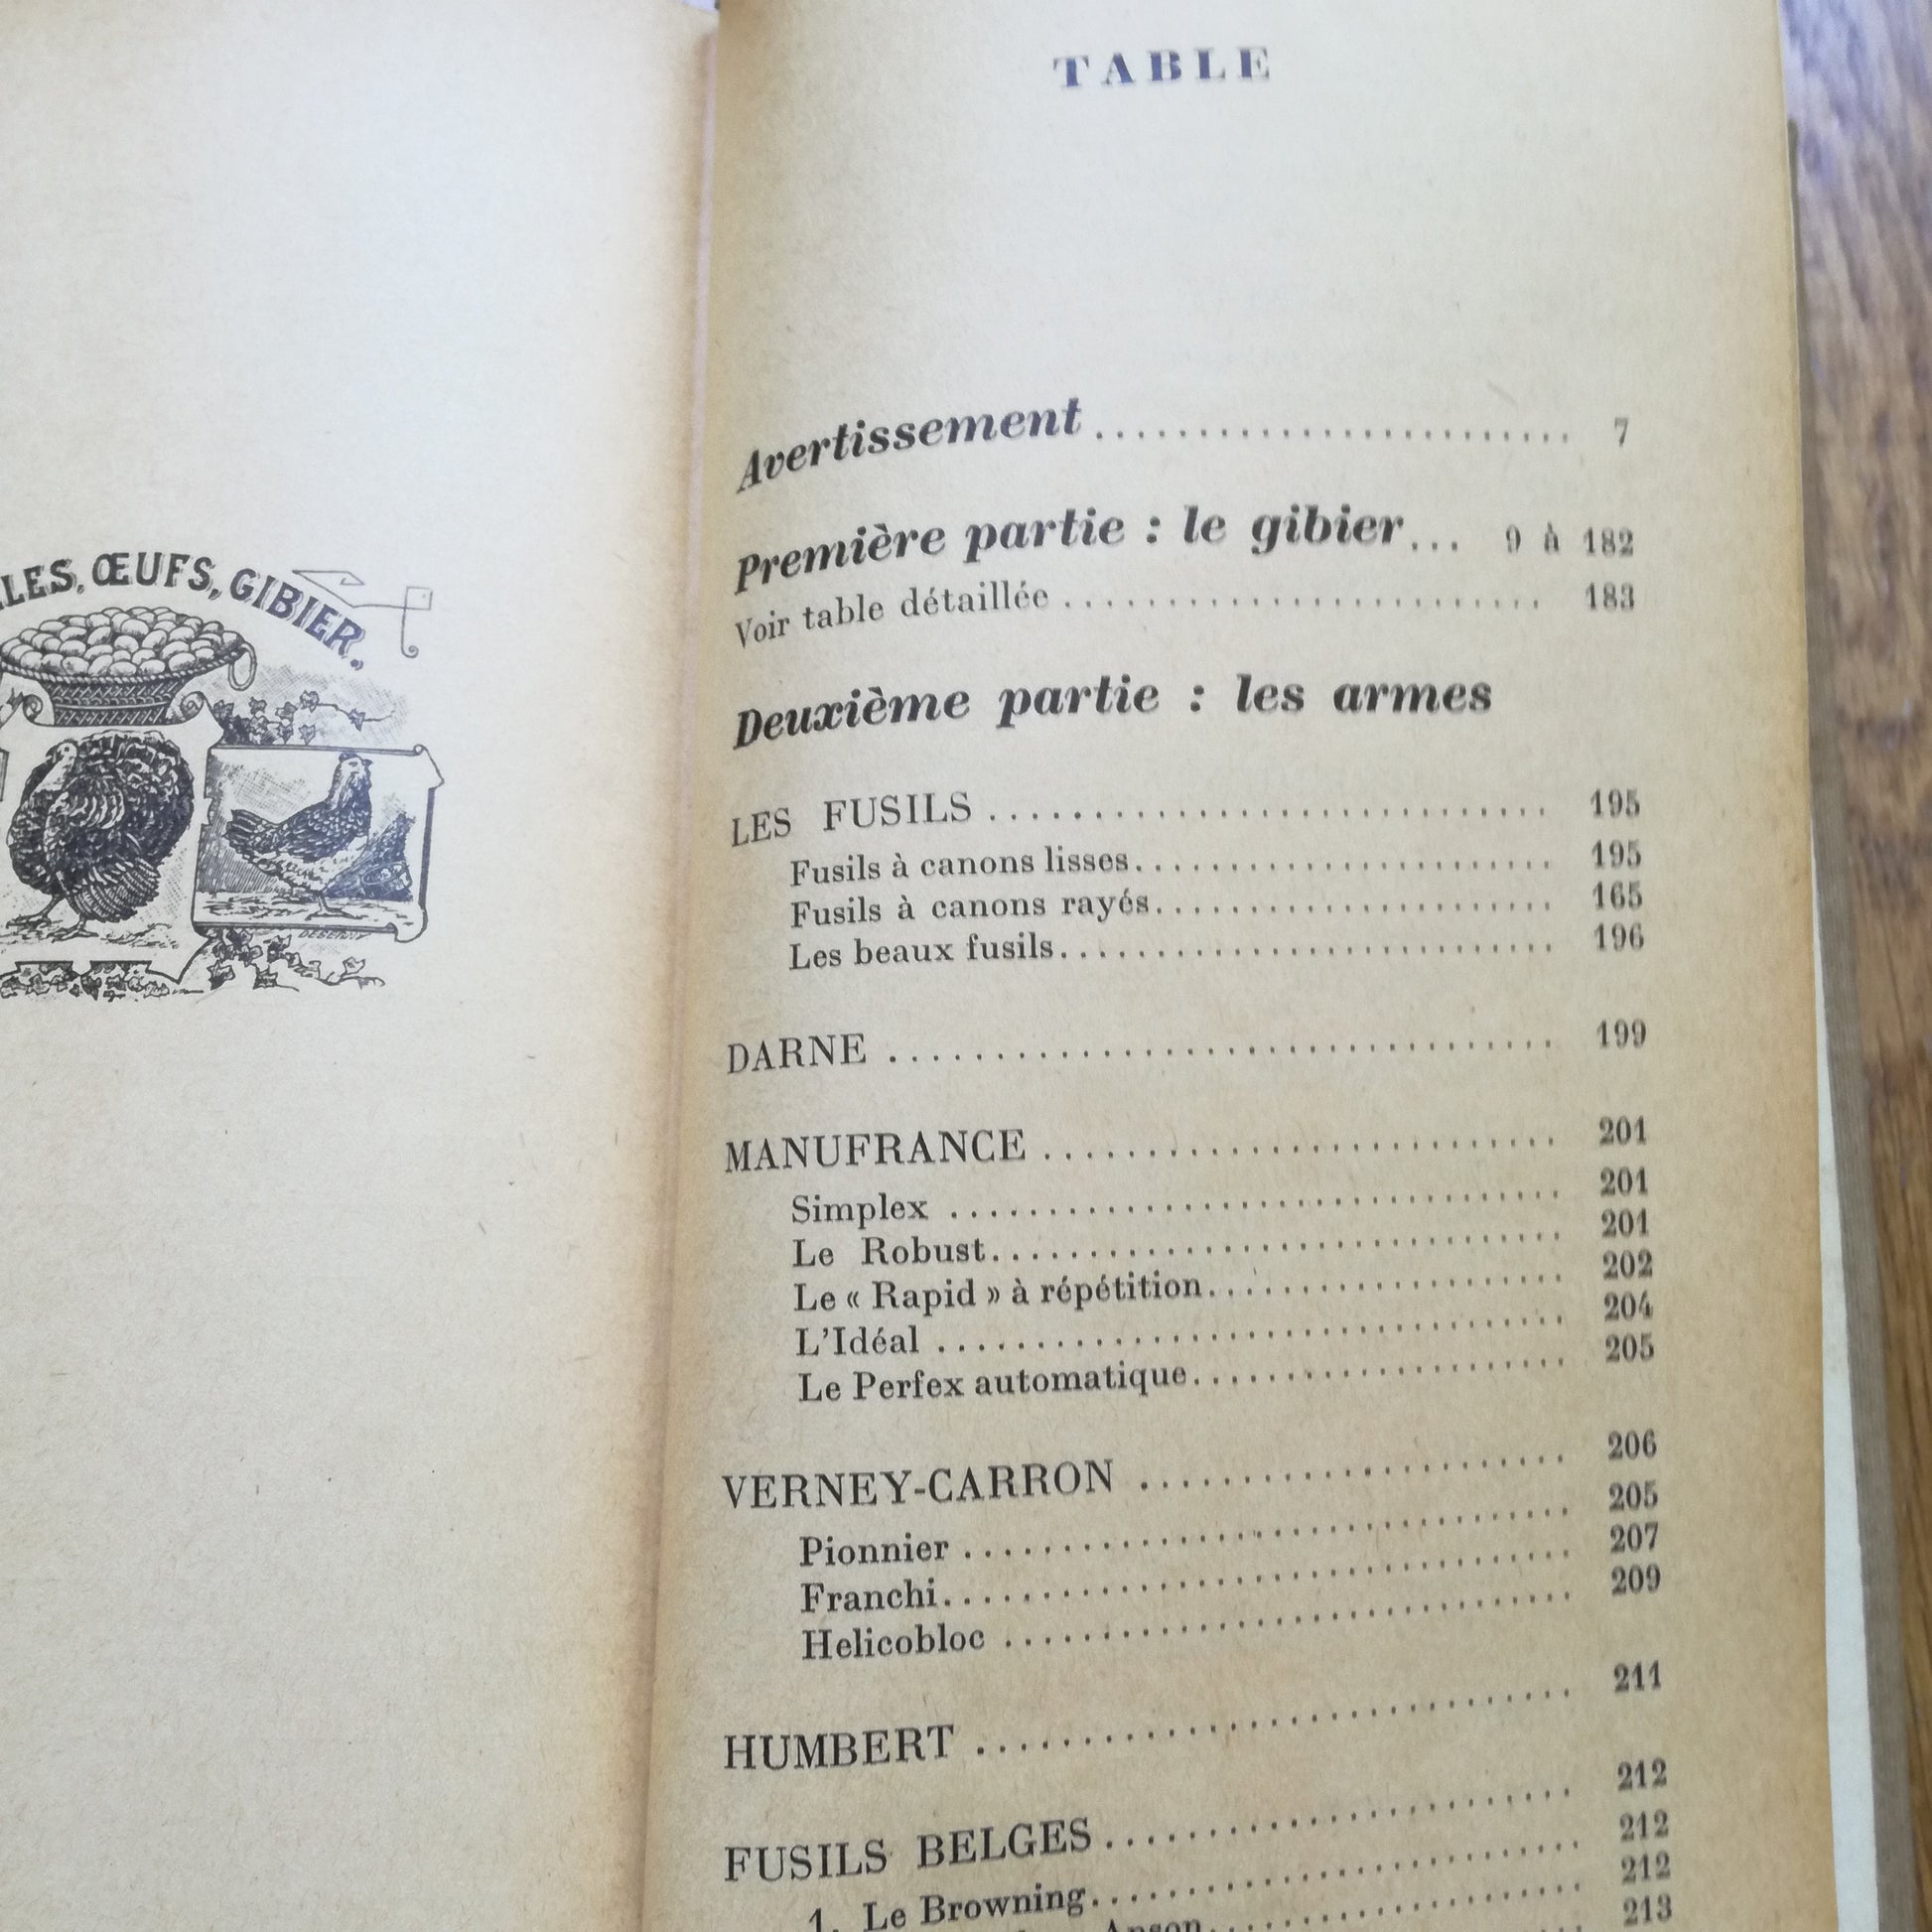 ŒUFS, GIBIER.
TABLE
Avertissement .......................... 7
Première partie : le gibier... 9 à 182
Voir table détaillée ........................ 183
Deuxième partie : les armes
LES FUSILS ............................ 195
Fusils à canons lisses..................... 195
Fusils à canons rayés.................... 165
Les beaux fusils......................... 196
DARNE ................................ 199
MANUFRANCE ......................... 201
Simplex .............................. 201
Le Robust............................. 201
Le « Rapid » à répétition.................. 202
L'Idéal ............................... 204
Le Perfex automatique................... 205
VERNEY-CARRON ..................... 206
Pionnier .............................. 205
Franchi............................... 207
Helicobloc ............................ 209
HUMBERT ............................ 211
FUSILS BELGES....................... 212
1. Le Browning......................... 212
Anson.................. 212
213